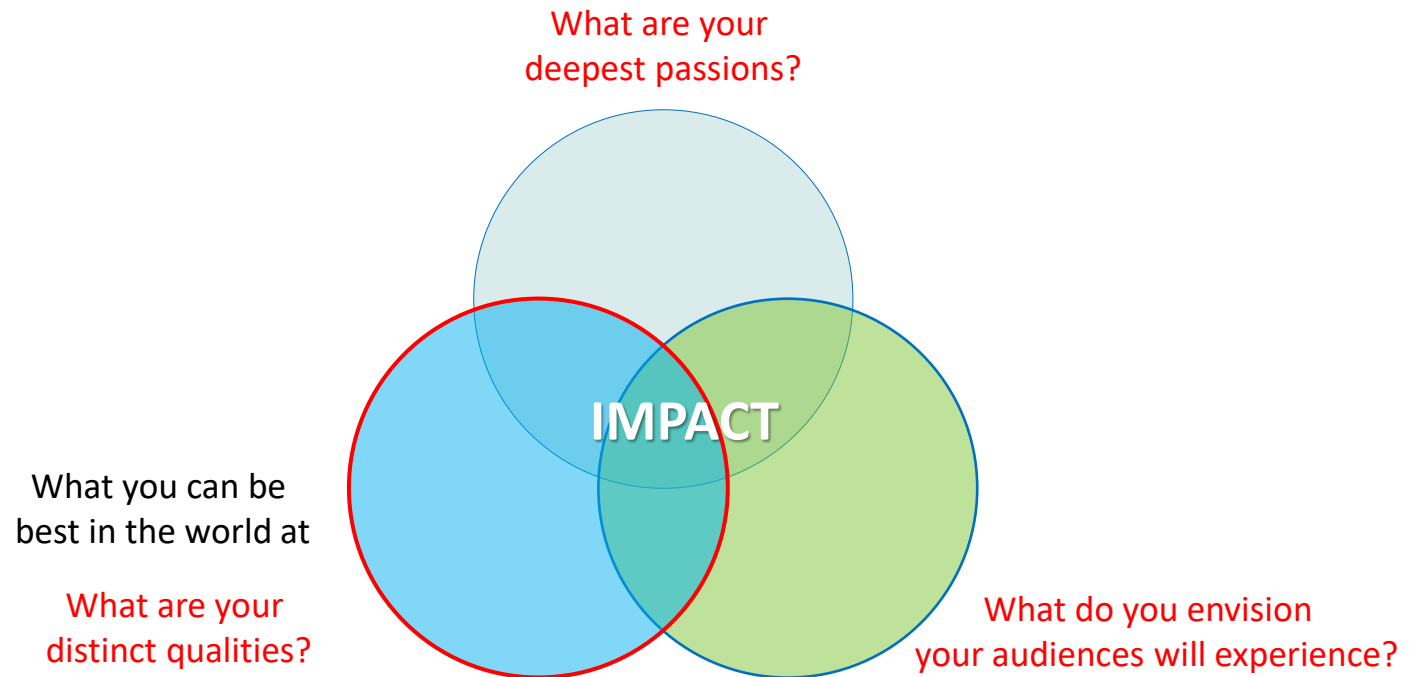 What are your
deepest passions?
IMPACT
What you can be
best in the world at
What are your
distinct qualities?
What do you envision
your audiences will experience?